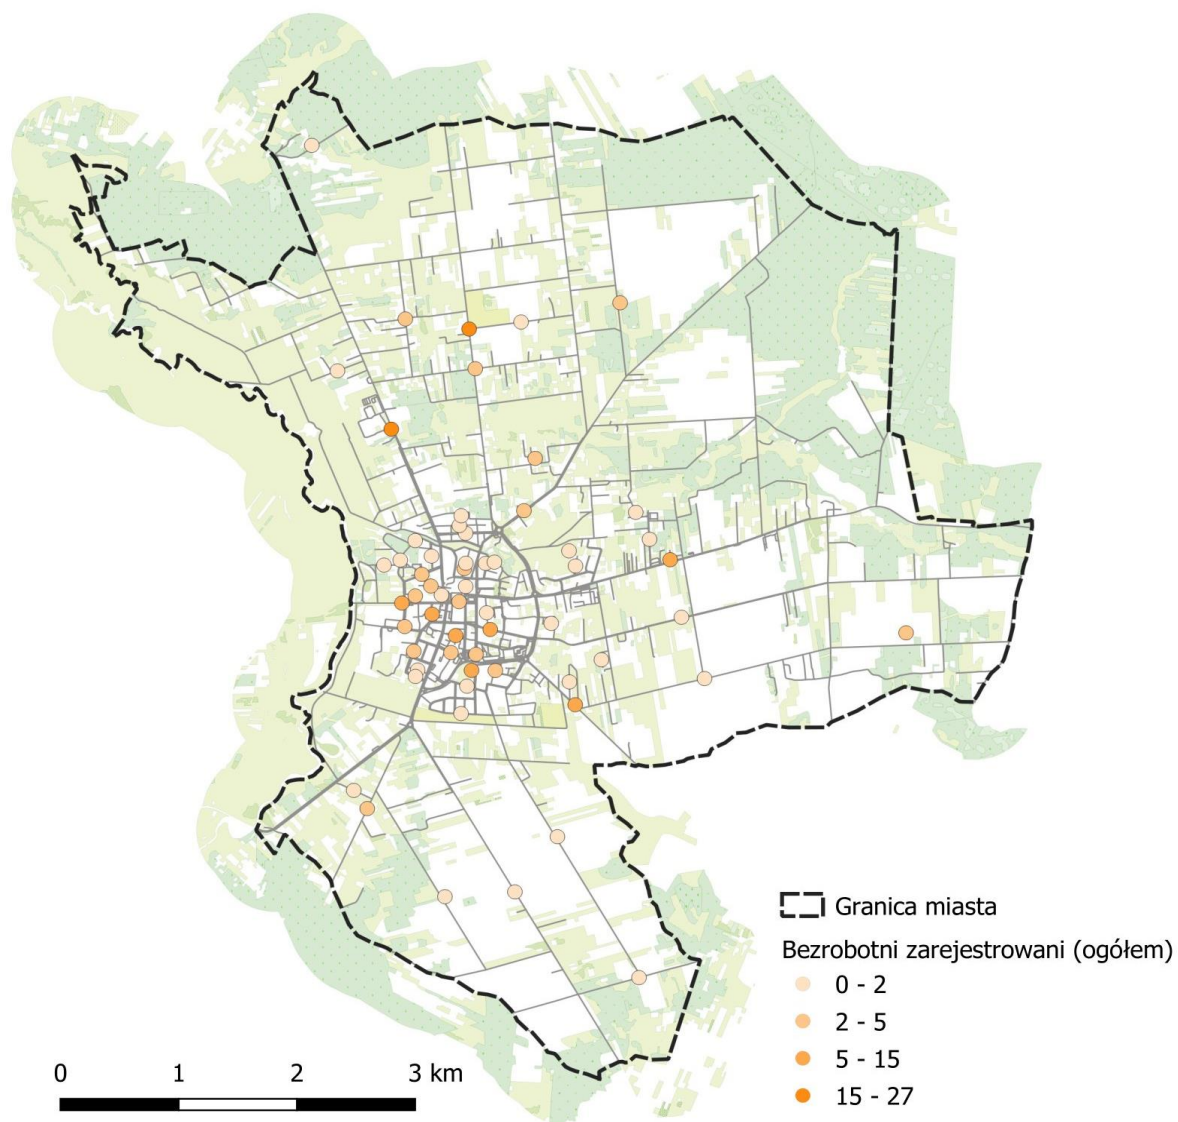 Granica miasta
Bezrobotni zarejestrowani (ogółem)
0 - 2
2 - 5
5 - 15
15 - 27
0 1 2 3 km